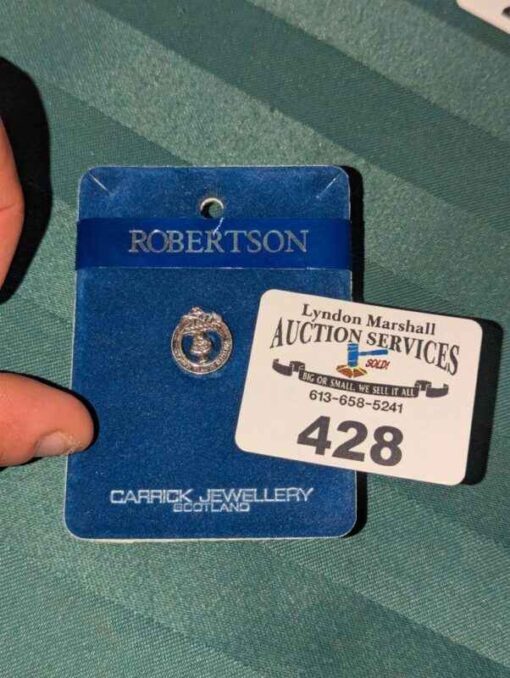 ROBERTSON
Lyndon Marshall
AUCTION SERVICES
SOLD!
BIG OR SMALL, WE SELL IT ALL
613-658-5241
428
CARRICK JEWELLERY
SCOTLAND